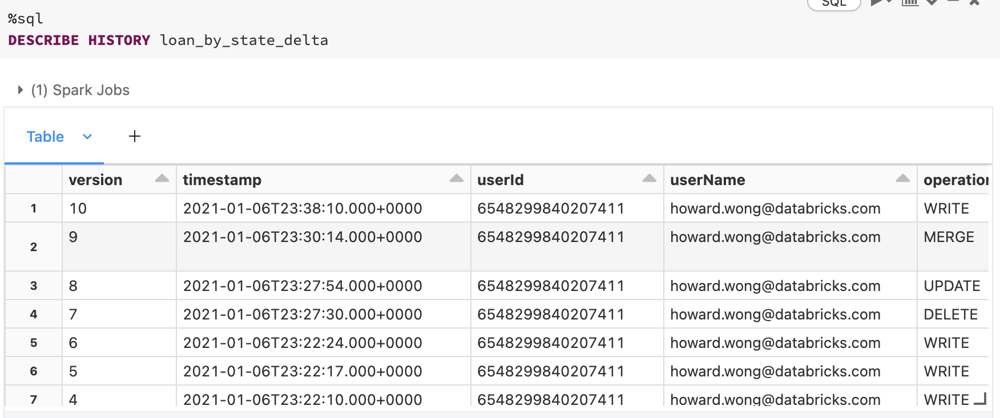 SQL
%sql
DESCRIBE HISTORY loan_by_state_delta
(1) Spark Jobs
Table
version timestamp userId userName operation
1 10 2021-01-06T23:38:10.000+0000 6548299840207411 howard.wong@databricks.com WRITE
2 9 2021-01-06T23:30:14.000+0000 6548299840207411 howard.wong@databricks.com MERGE
3 8 2021-01-06T23:27:54.000+0000 6548299840207411 howard.wong@databricks.com UPDATE
4 7 2021-01-06T23:27:30.000+0000 6548299840207411 howard.wong@databricks.com DELETE
5 6 2021-01-06T23:22:24.000+0000 6548299840207411 howard.wong@databricks.com WRITE
6 5 2021-01-06T23:22:17.000+0000 6548299840207411 howard.wong@databricks.com WRITE
7 4 2021-01-06T23:22:10.000+0000 6548299840207411 howard.wong@databricks.com WRITE